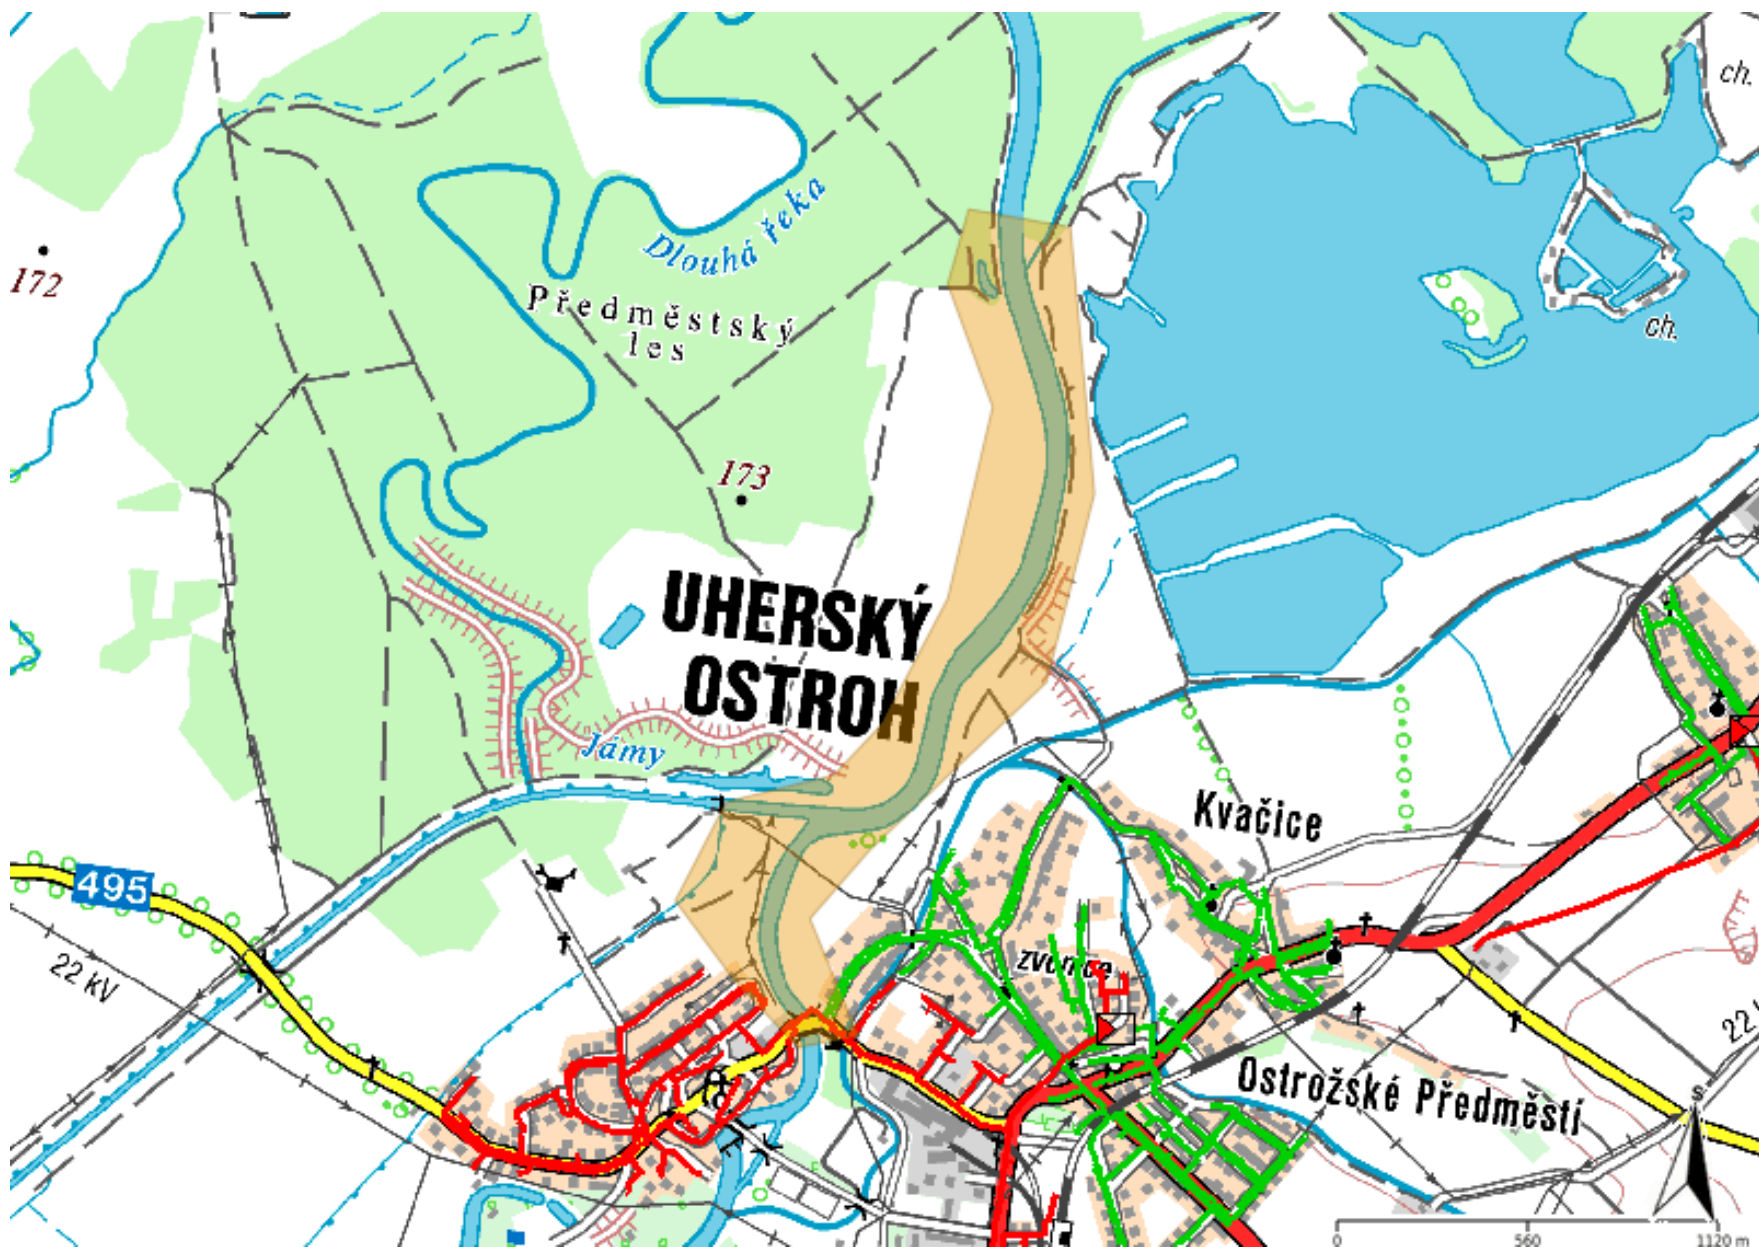 ch.
Dlouhá řeka
172
Předměstský
les
ch.
173
UHERSKÝ
OSTROH
Jámy
Kvačice
495
22 kV
zvonice
Ostrožské Předměstí
S
0 560 1120 m